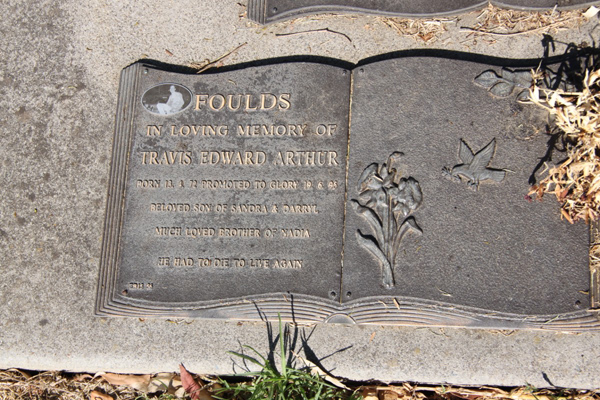 FOULDS
IN LOVING MEMORY OF
TRAVIS EDWARD ARTHUR
BORN 13. 1. 72 PROMOTED TO GLORY 19. 6. 95
BELOVED SON OF SANDRA & DARRYL
MUCH LOVED BROTHER OF NADIA
HE HAD TO DIE TO LIVE AGAIN